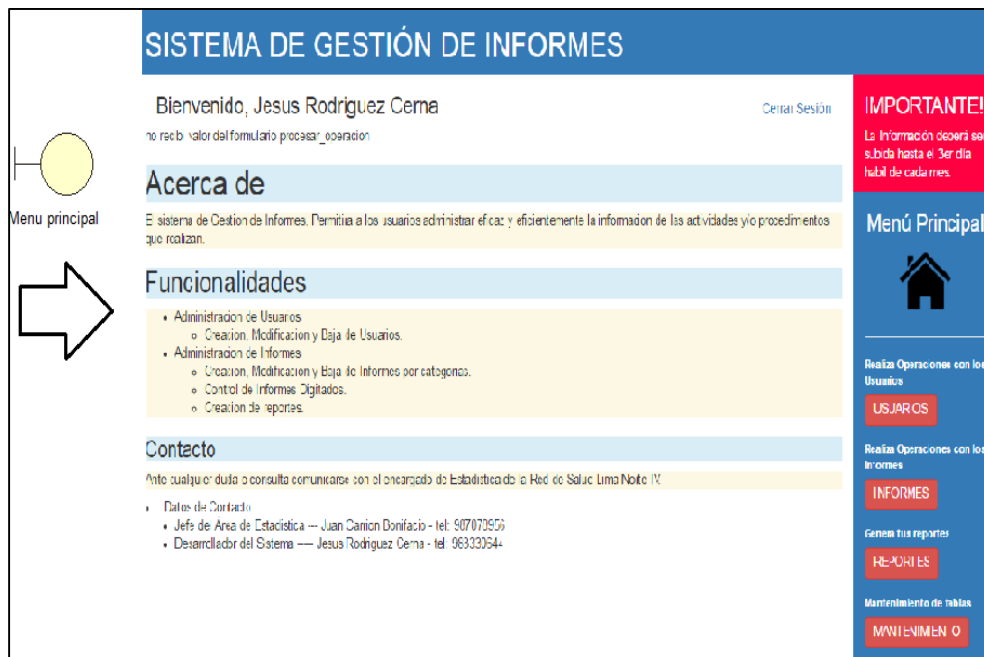 SISTEMA DE GESTIÓN DE INFORMES
Bienvenido, Jesus Rodriguez Cerna
Cerrar Sesión
no recibi valor del formulario procesar_operacion
Menu principal
Acerca de
El sistema de Gestion de Informes, Permitira a los usuarios administrar eficaz y eficientemente la informacion de las actividades y/o procedimientos
que realizan.
Funcionalidades
• Administracion de Usuarios
o Creacion, Modificacion y Baja de Usuarios.
• Administracion de Informes
o Creacion, Modificacion y Baja de Informes por categorias.
o Control de Informes Digitados.
o Creacion de reportes.
Contacto
Ante cualquier duda o consulta comunicarse con el encargado de Estadistica de la Red de Salud Lima Norte IV.
• Datos de Contacto
• Jefe del Area de Estadistica --- Juan Carrion Bonifacio - tel:
• Desarrollador del Sistema ---- Jesus Rodriguez Cerna - tel:
IMPORTANTE!
La Información deberá ser
subida hasta el 3er día
habil de cada mes.
Menú Principal
Realiza Operaciones con los
Usuarios
USUARIOS
Realiza Operaciones con los
Informes
INFORMES
Genera tus reportes
REPORTES
Mantenimiento de tablas
MANTENIMIENTO